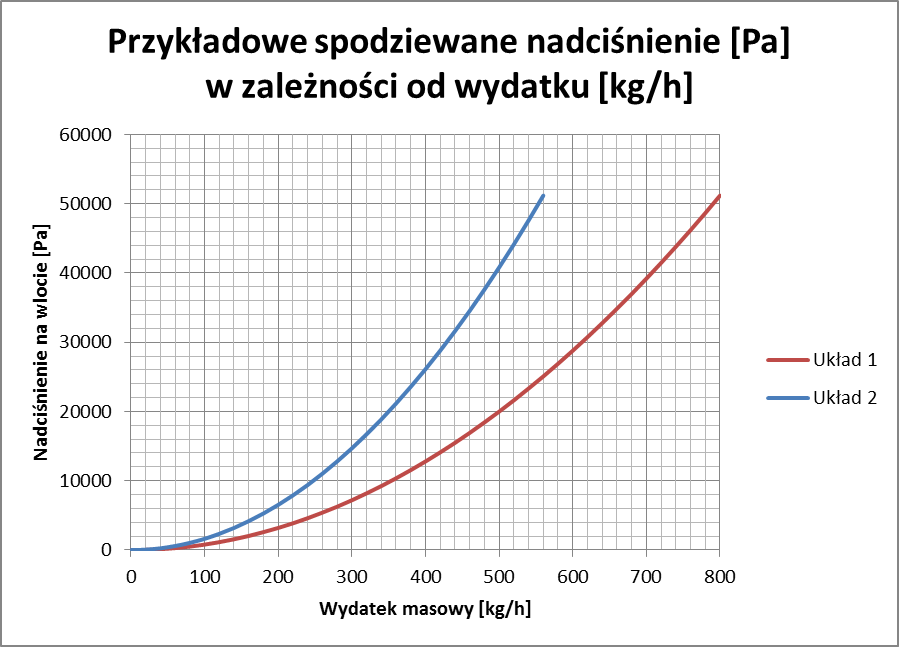 Przykładowe spodziewane nadciśnienie [Pa]
w zależności od wydatku [kg/h]
60000
50000
40000
30000
20000
10000
0
Nadciśnienie na wlocie [Pa]
0 100 200 300 400 500 600 700 800
Wydatek masowy [kg/h]
Układ 1
Układ 2